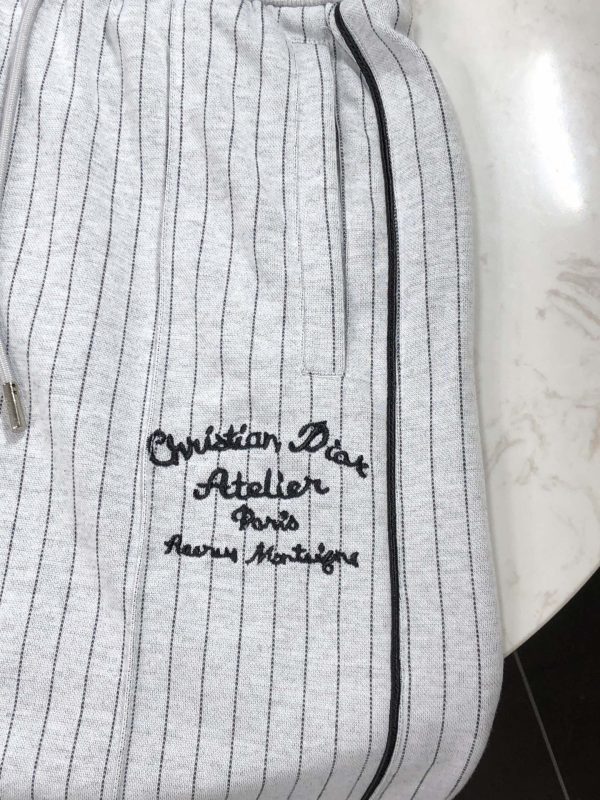 Christian Dior
Atelier
Paris
Montaigne